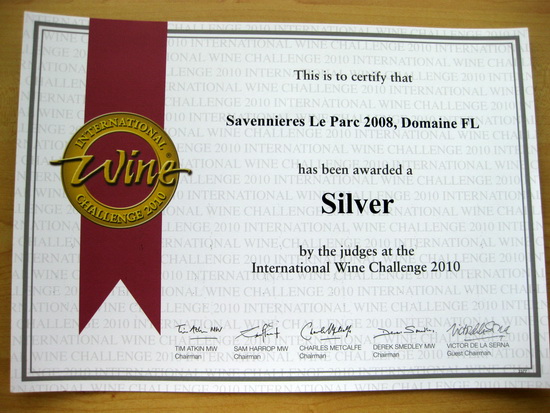 INTERNATIONAL
Wine
CHALLENGE 2010
This is to certify that
Savennieres Le Parc 2008, Domaine FL
has been awarded a
Silver
by the judges at the
International Wine Challenge 2010
TIM ATKIN MW
Chairman
SAM HARROP MW
Chairman
CHARLES METCALFE
Chairman
DEREK SMEDLEY MW
Chairman
VICTOR DE LA SERNA
Guest Chairman